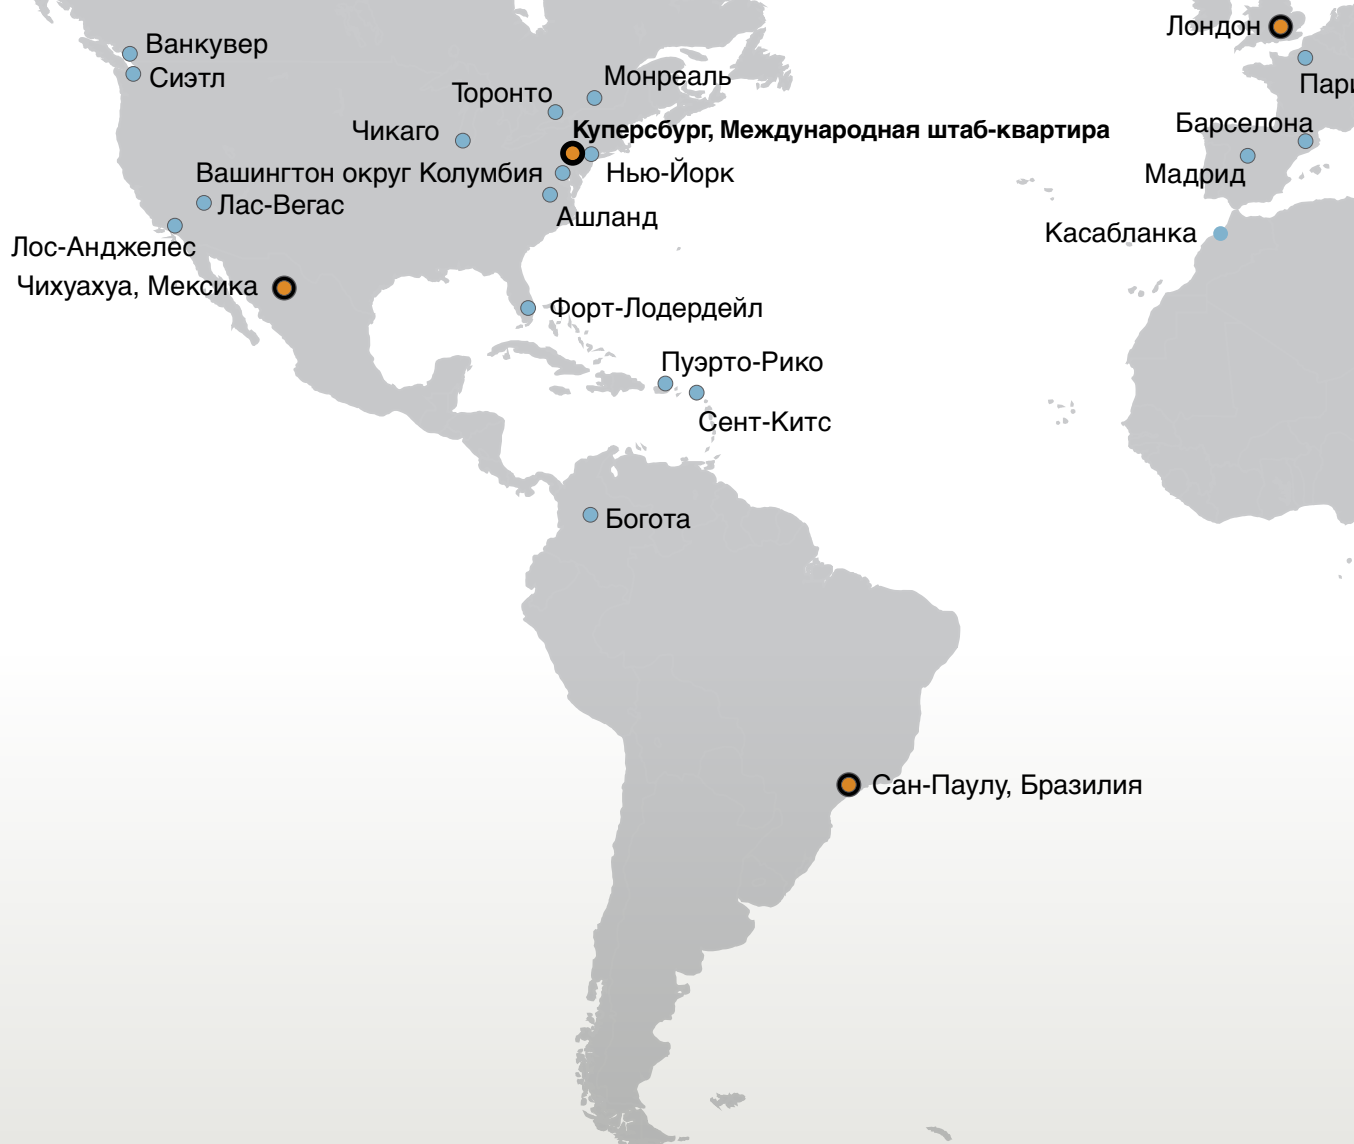 Лондон
Ванкувер
Сиэтл
Монреаль
Торонто
Чикаго
Куперсбург, Международная штаб-квартира
Барселона
Вашингтон округ Колумбия
Нью-Йорк
Мадрид
Лас-Вегас
Ашланд
Касабланка
Лос-Анджелес
Чихуахуа, Мексика
Форт-Лодердейл
Пуэрто-Рико
Сент-Китс
Богота
Сан-Паулу, Бразилия